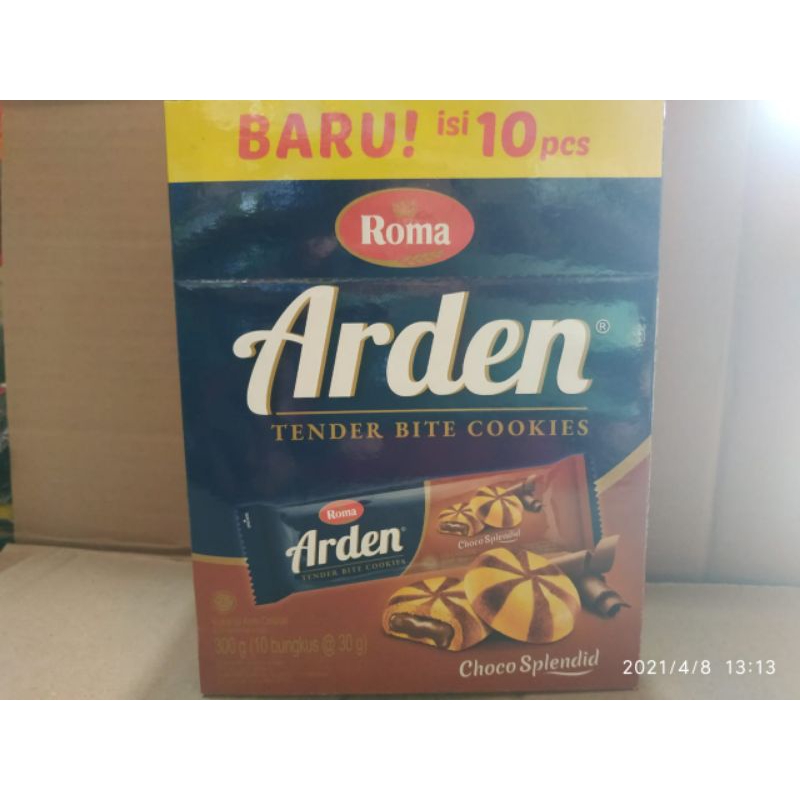 BARU! isi 10 pcs
Roma
Arden®
TENDER BITE COOKIES
Roma
Arden
TENDER BITE COOKIES
Choco Splendid
300 g (10 bungkus @ 30 g)
Choco Splendid
2021/4/8 13:13